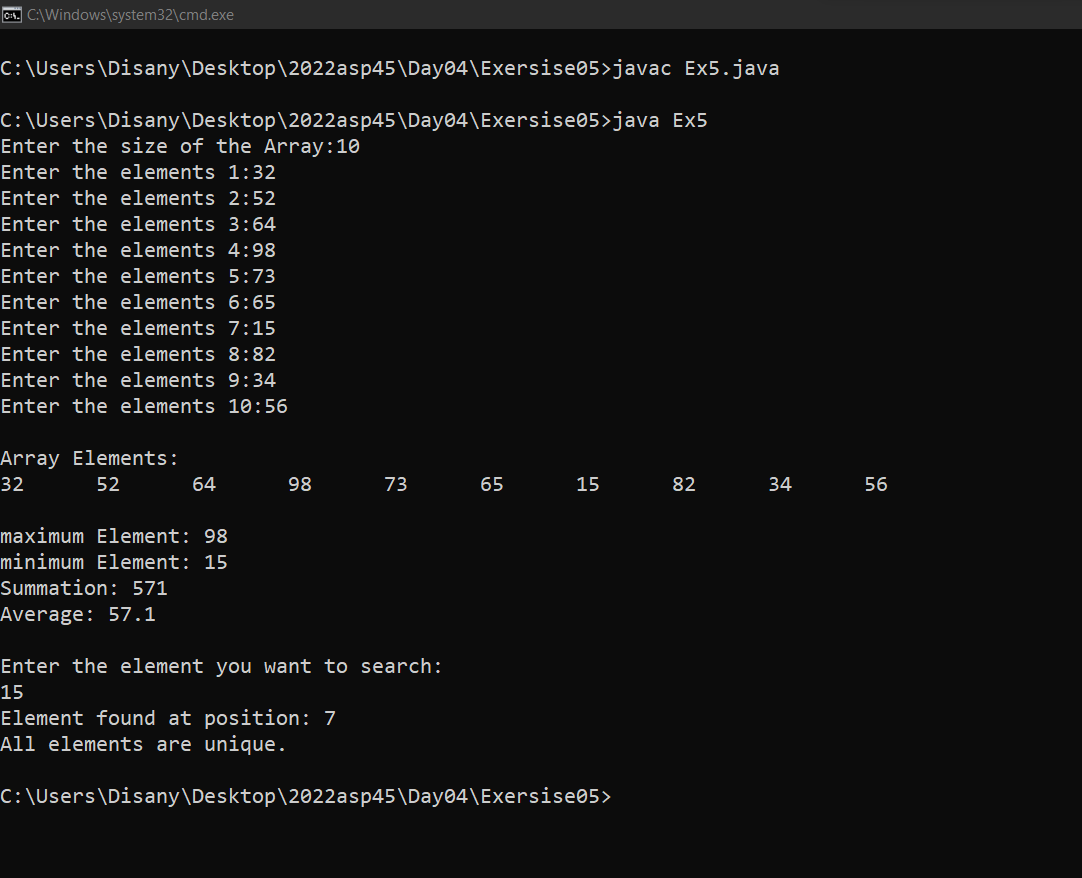 C:\Windows\system32\cmd.exe
C:\Users\Disany\Desktop\2022asp45\Day04\Exersise05>javac Ex5.java
C:\Users\Disany\Desktop\2022asp45\Day04\Exersise05>java Ex5
Enter the size of the Array:10
Enter the elements 1:32
Enter the elements 2:52
Enter the elements 3:64
Enter the elements 4:98
Enter the elements 5:73
Enter the elements 6:65
Enter the elements 7:15
Enter the elements 8:82
Enter the elements 9:34
Enter the elements 10:56
Array Elements:
32 52 64 98 73 65 15 82 34 56
maximum Element: 98
minimum Element: 15
Summation: 571
Average: 57.1
Enter the element you want to search:
15
Element found at position: 7
All elements are unique.
C:\Users\Disany\Desktop\2022asp45\Day04\Exersise05>